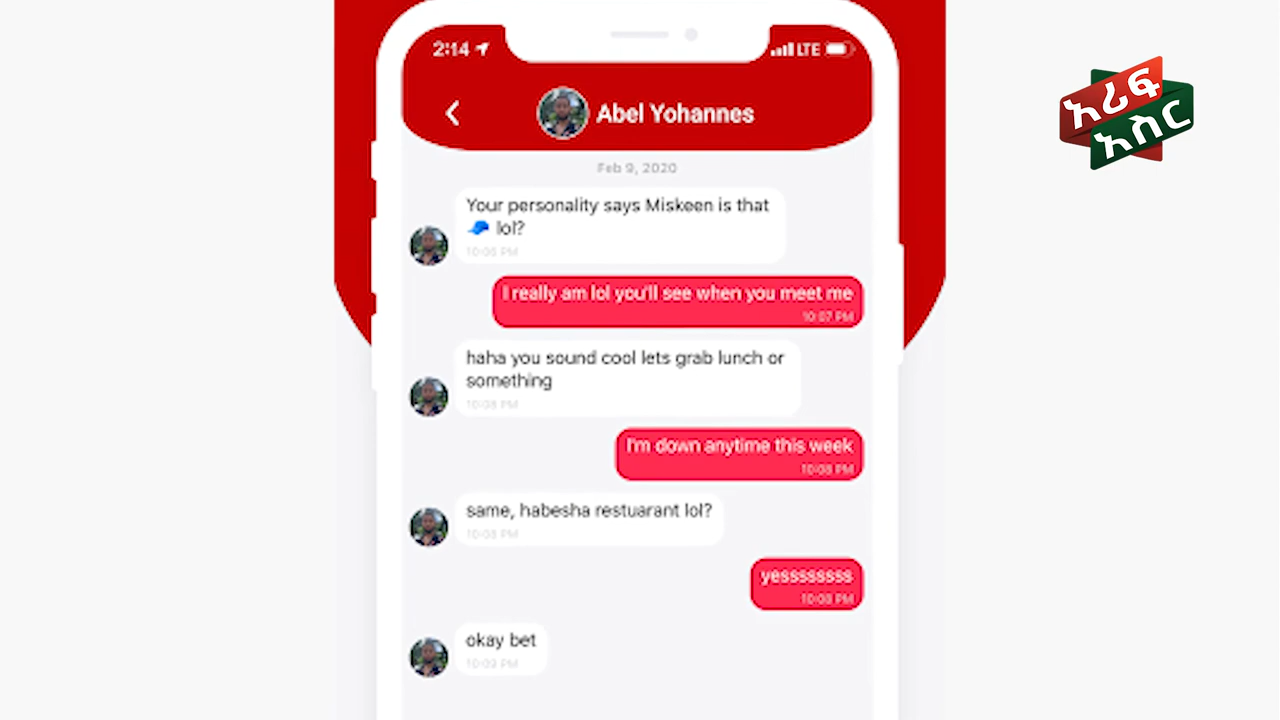 2:14
LTE
Abel Yohannes
Feb 9, 2020
Your personality says Miskeen is that
🧢 lol?
10:06 PM
I really am lol you'll see when you meet me
10:07 PM
haha you sound cool lets grab lunch or
something
10:08 PM
I'm down anytime this week
10:08 PM
same, habesha restuarant lol?
10:08 PM
yessssssss
10:08 PM
okay bet
10:09 PM
አሪፍ
አስር